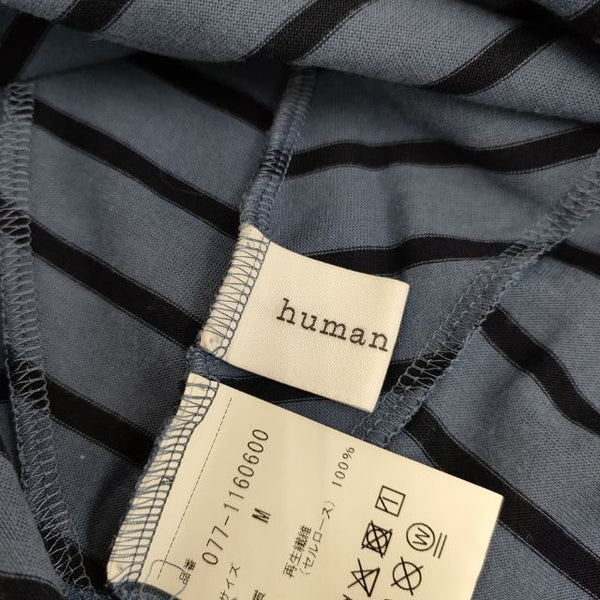 human
品番 077-1160600
サイズ M
再生繊維
(セルロース) 100%
W